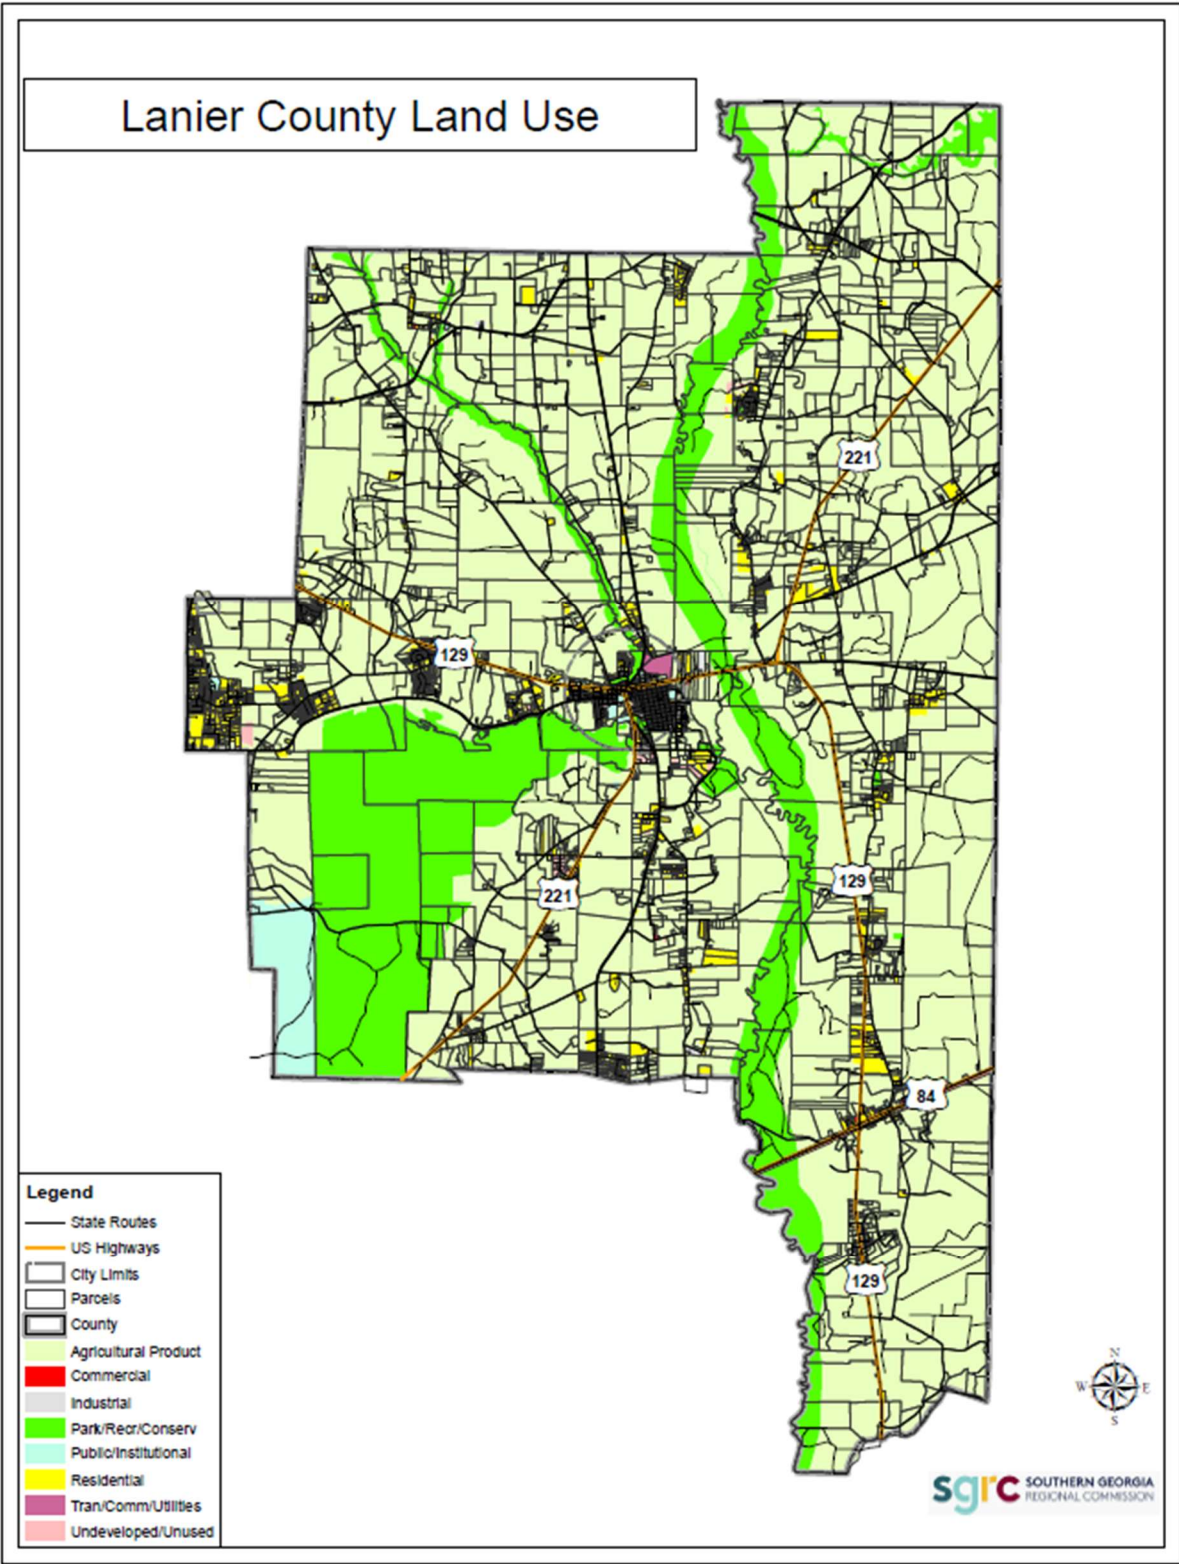 Lanier County Land Use
221
129
221
129
84
129
Legend
State Routes
US Highways
City Limits
Parcels
County
Agricultural Product
Commercial
Industrial
Park/Recr/Conserv
Public/Institutional
Residential
Tran/Comm/Utilities
Undeveloped/Unused
N
W E
S
sgrc SOUTHERN GEORGIA
REGIONAL COMMISSION